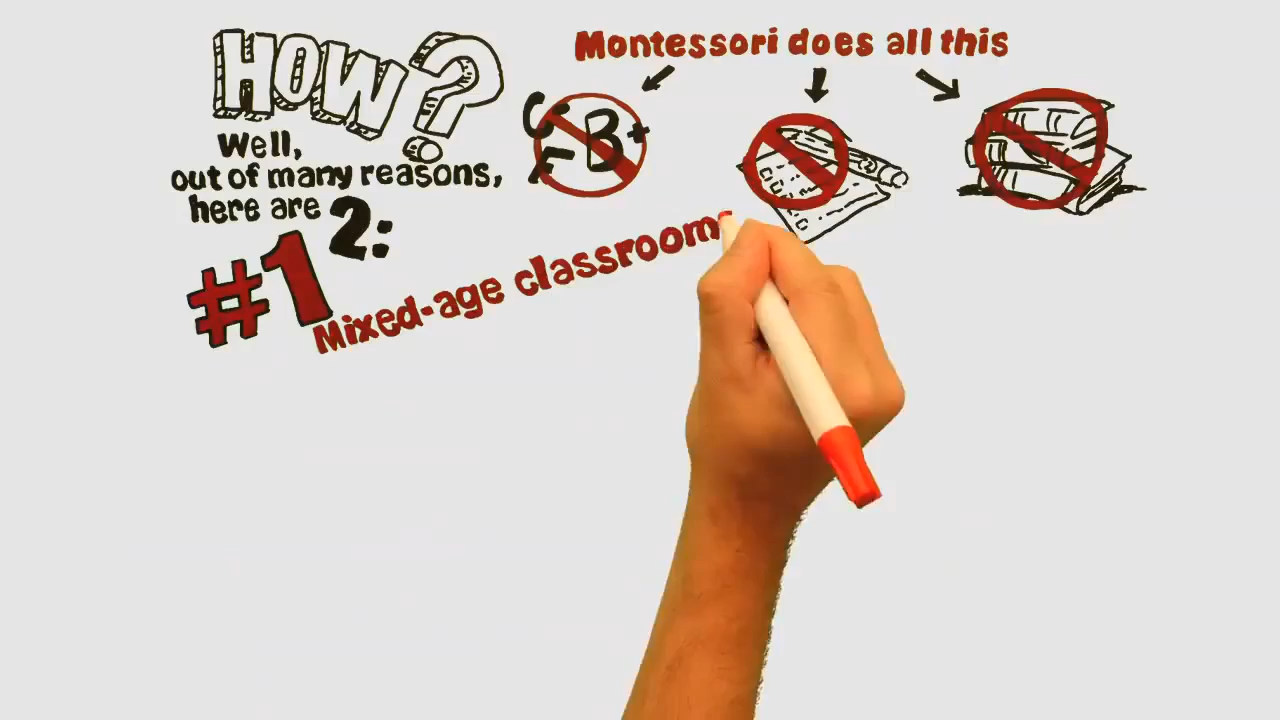 HOW?
Well,
out of many reasons,
here are 2:
#1
Mixed-age classroom
Montessori does all this
C B+
F